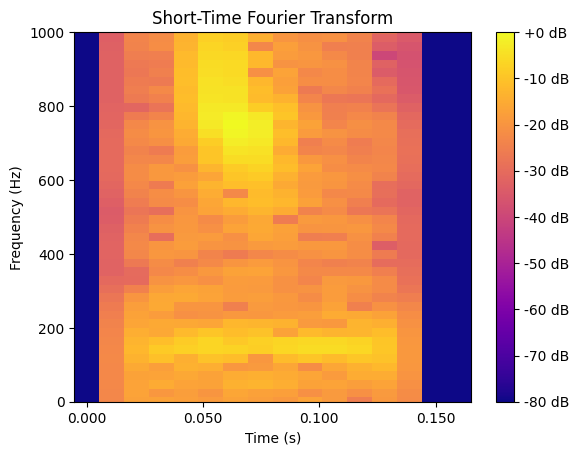 Short-Time Fourier Transform
1000
800
600
400
200
0
Frequency (Hz)
0.000
0.050
0.100
0.150
Time (s)
+0 dB
-10 dB
-20 dB
-30 dB
-40 dB
-50 dB
-60 dB
-70 dB
-80 dB